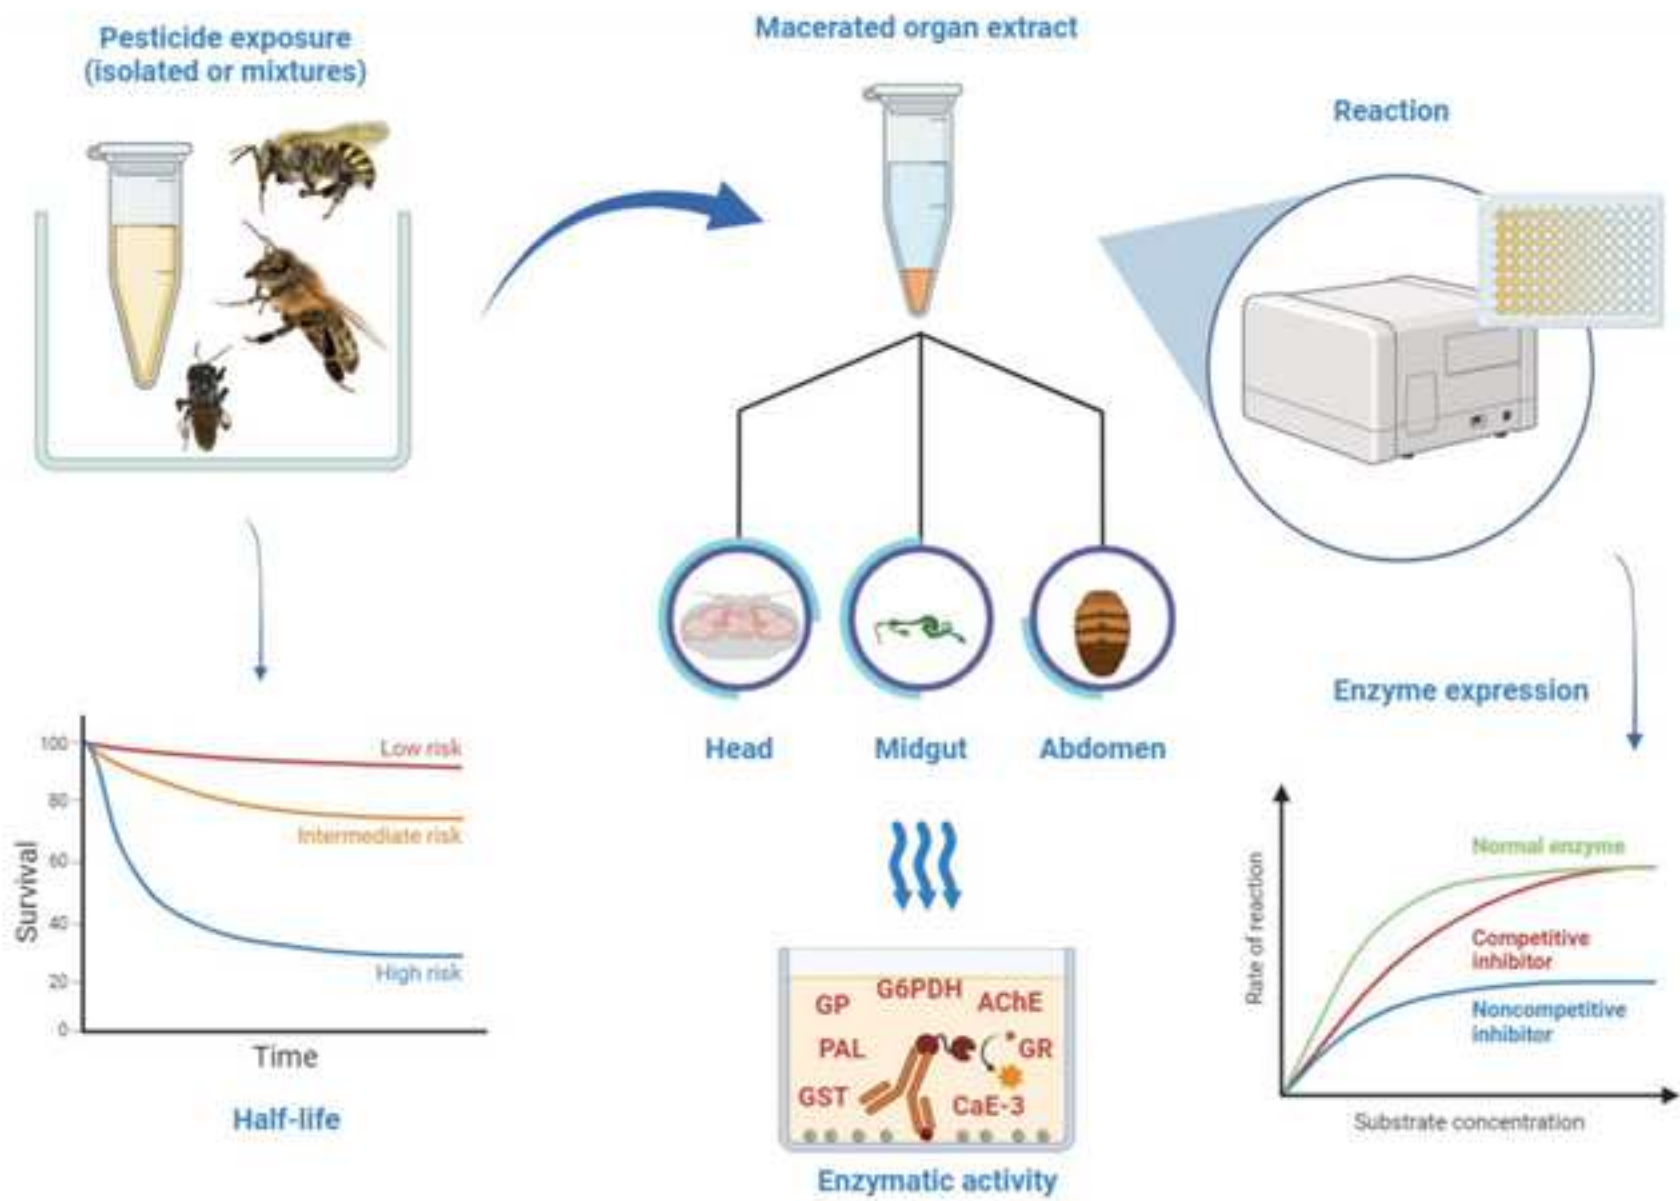 Pesticide exposure
(isolated or mixtures)
Macerated organ extract
Reaction
Head
Midgut
Abdomen
Enzyme expression
Survival
100
80
60
40
20
0
Low risk
Intermediate risk
High risk
Time
Half-life
GP
G6PDH
AChE
PAL
GR
GST
CaE-3
Enzymatic activity
Rate of reaction
Normal enzyme
Competitive
inhibitor
Noncompetitive
inhibitor
Substrate concentration